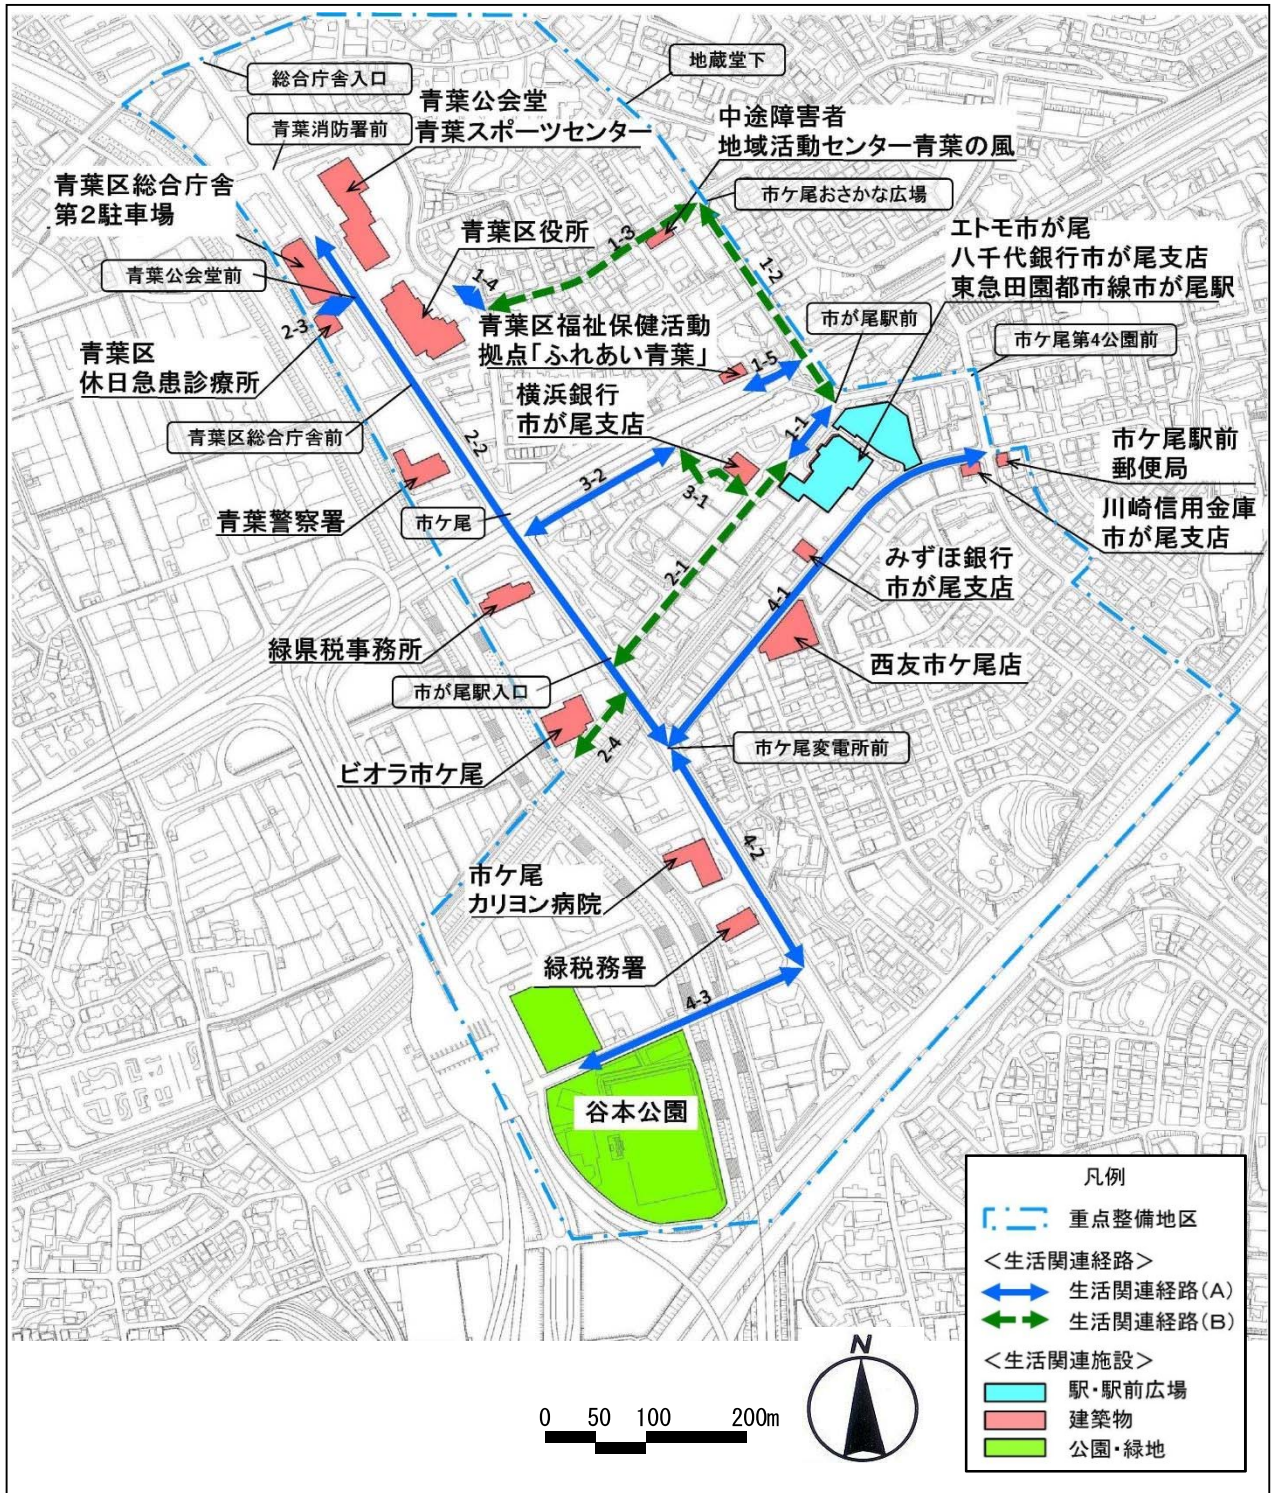 総合庁舎入口
地蔵堂下
青葉公会堂
青葉スポーツセンター
青葉消防署前
中途障害者
地域活動センター青葉の風
青葉区総合庁舎
第2駐車場
市ケ尾おさかな広場
エトモ市が尾
八千代銀行市が尾支店
東急田園都市線市が尾駅
青葉区役所
1-3
1-2
1-4
青葉公会堂前
2-3
青葉区福祉保健活動
拠点「ふれあい青葉」
市が尾駅前
市ケ尾第4公園前
青葉区
休日急患診療所
1-5
横浜銀行
市が尾支店
1-1
青葉区総合庁舎前
2-2
市ケ尾駅前
郵便局
3-2
3-1
青葉警察署
市ケ尾
川崎信用金庫
市が尾支店
みずほ銀行
市が尾支店
2-1
4-1
緑県税事務所
西友市ケ尾店
市が尾駅入口
2-4
市ケ尾変電所前
ビオラ市ケ尾
4-2
市ケ尾
カリヨン病院
緑税務署
4-3
谷本公園
凡例
重点整備地区
<生活関連経路>
生活関連経路(A)
生活関連経路(B)
<生活関連施設>
駅・駅前広場
建築物
公園・緑地
N
0 50 100 200m